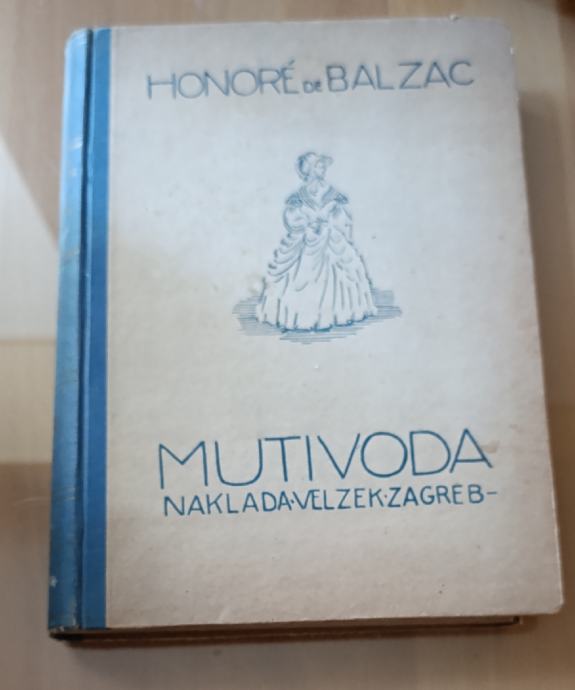 HONORÉ de BALZAC
MUTIVODA
NAKLADA·VELZEK·ZAGREB–